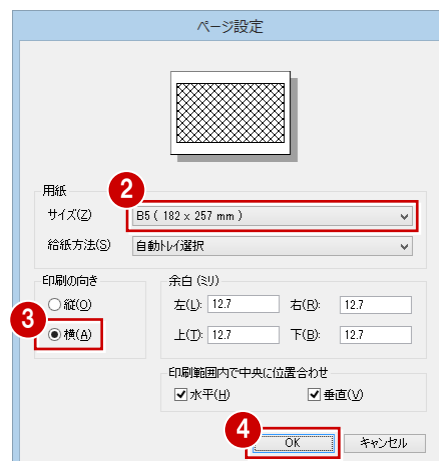 ページ設定
用紙
2
サイズ(Z) B5 ( 182 x 257 mm )
給紙方法(S) 自動トレイ選択
印刷の向き 余白 (ミリ)
縦(O) 左(L): 12.7 右(R): 12.7
3
横(A) 上(T): 12.7 下(B): 12.7
印刷範囲内で中央に位置合わせ
水平(H) 垂直(V)
4
OK キャンセル